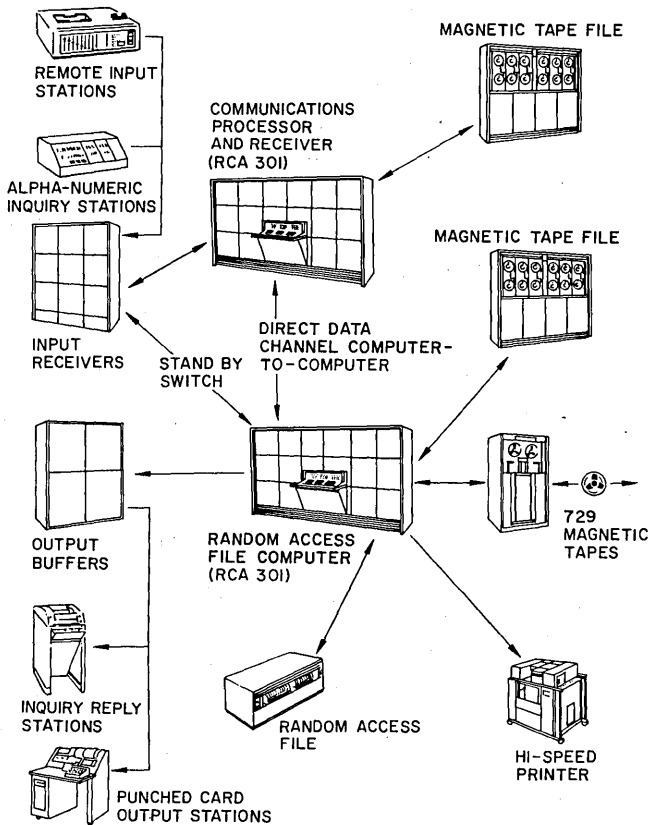 MAGNETIC TAPE FILE
REMOTE INPUT
STATIONS
COMMUNICATIONS
PROCESSOR
AND RECEIVER
(RCA 301)
ALPHA-NUMERIC
INQUIRY STATIONS
MAGNETIC TAPE FILE
INPUT
RECEIVERS
STAND BY
SWITCH
DIRECT DATA
CHANNEL COMPUTER-
TO-COMPUTER
OUTPUT
BUFFERS
RANDOM ACCESS
FILE COMPUTER
(RCA 301)
729
MAGNETIC
TAPES
INQUIRY REPLY
STATIONS
RANDOM ACCESS
FILE
HI-SPEED
PRINTER
PUNCHED CARD
OUTPUT STATIONS